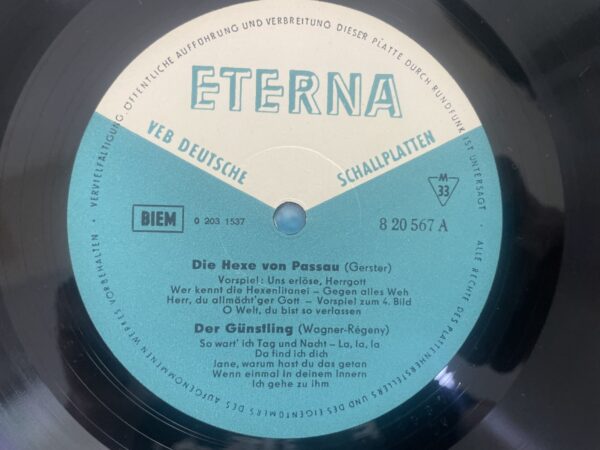 · VERVIELFÄLTIGUNG, ÖFFENTLICHE AUFFÜHRUNG UND VERBREITUNG DIESER PLATTE DURCH RUNDFUNK IST UNTERSAGT · ALLE RECHTE DES PLATTENHERSTELLERS UND DES EIGENTÜMERS DES AUFGENOMMENEN WERKES VORBEHALTEN
ETERNA
VEB DEUTSCHE SCHALLPLATTEN
M
33
BIEM
0 203 1537
8 20 567 A
Die Hexe von Passau (Gerster)
Vorspiel: Uns erlöse, Herrgott
Wer kennt die Hexenlitanei – Gegen alles Weh
Herr, du allmächt'ger Gott – Vorspiel zum 4. Bild
O Welt, du bist so verlassen
Der Günstling (Wagner-Régeny)
So wart' ich Tag und Nacht – La, la, la
Da find ich dich
Jane, warum hast du das getan
Wenn einmal in deinem Innern
Ich gehe zu ihm